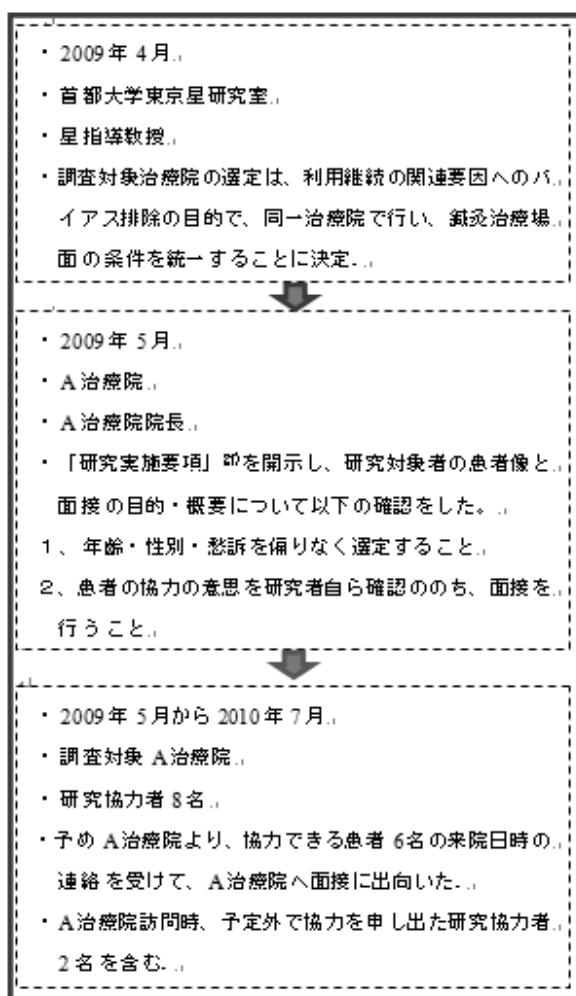 ・2009年 4月
・首都大学東京星研究室
・星指導教授
・調査対象治療院の選定は、利用継続の関連要因へのバ
イアス排除の目的で、同一治療院で行い、鍼灸治療場
面の条件を統一することに決定.
・2009年 5月
・A治療院
・A治療院院長
・「研究実施要項」を開示し、研究対象者の患者像と
面接の目的・概要について以下の確認をした。
1、年齢・性別・愁訴を偏りなく選定すること
2、患者の協力の意思を研究者自ら確認ののち、面接を
行うこと
・2009年 5月から 2010年 7月
・調査対象 A治療院
・研究協力者 8名
・予め A治療院より、協力できる患者 6名の来院日時の
連絡を受けて、A治療院へ面接に出向いた.
・A治療院訪問時、予定外で協力を申し出た研究協力者
2名を含む.